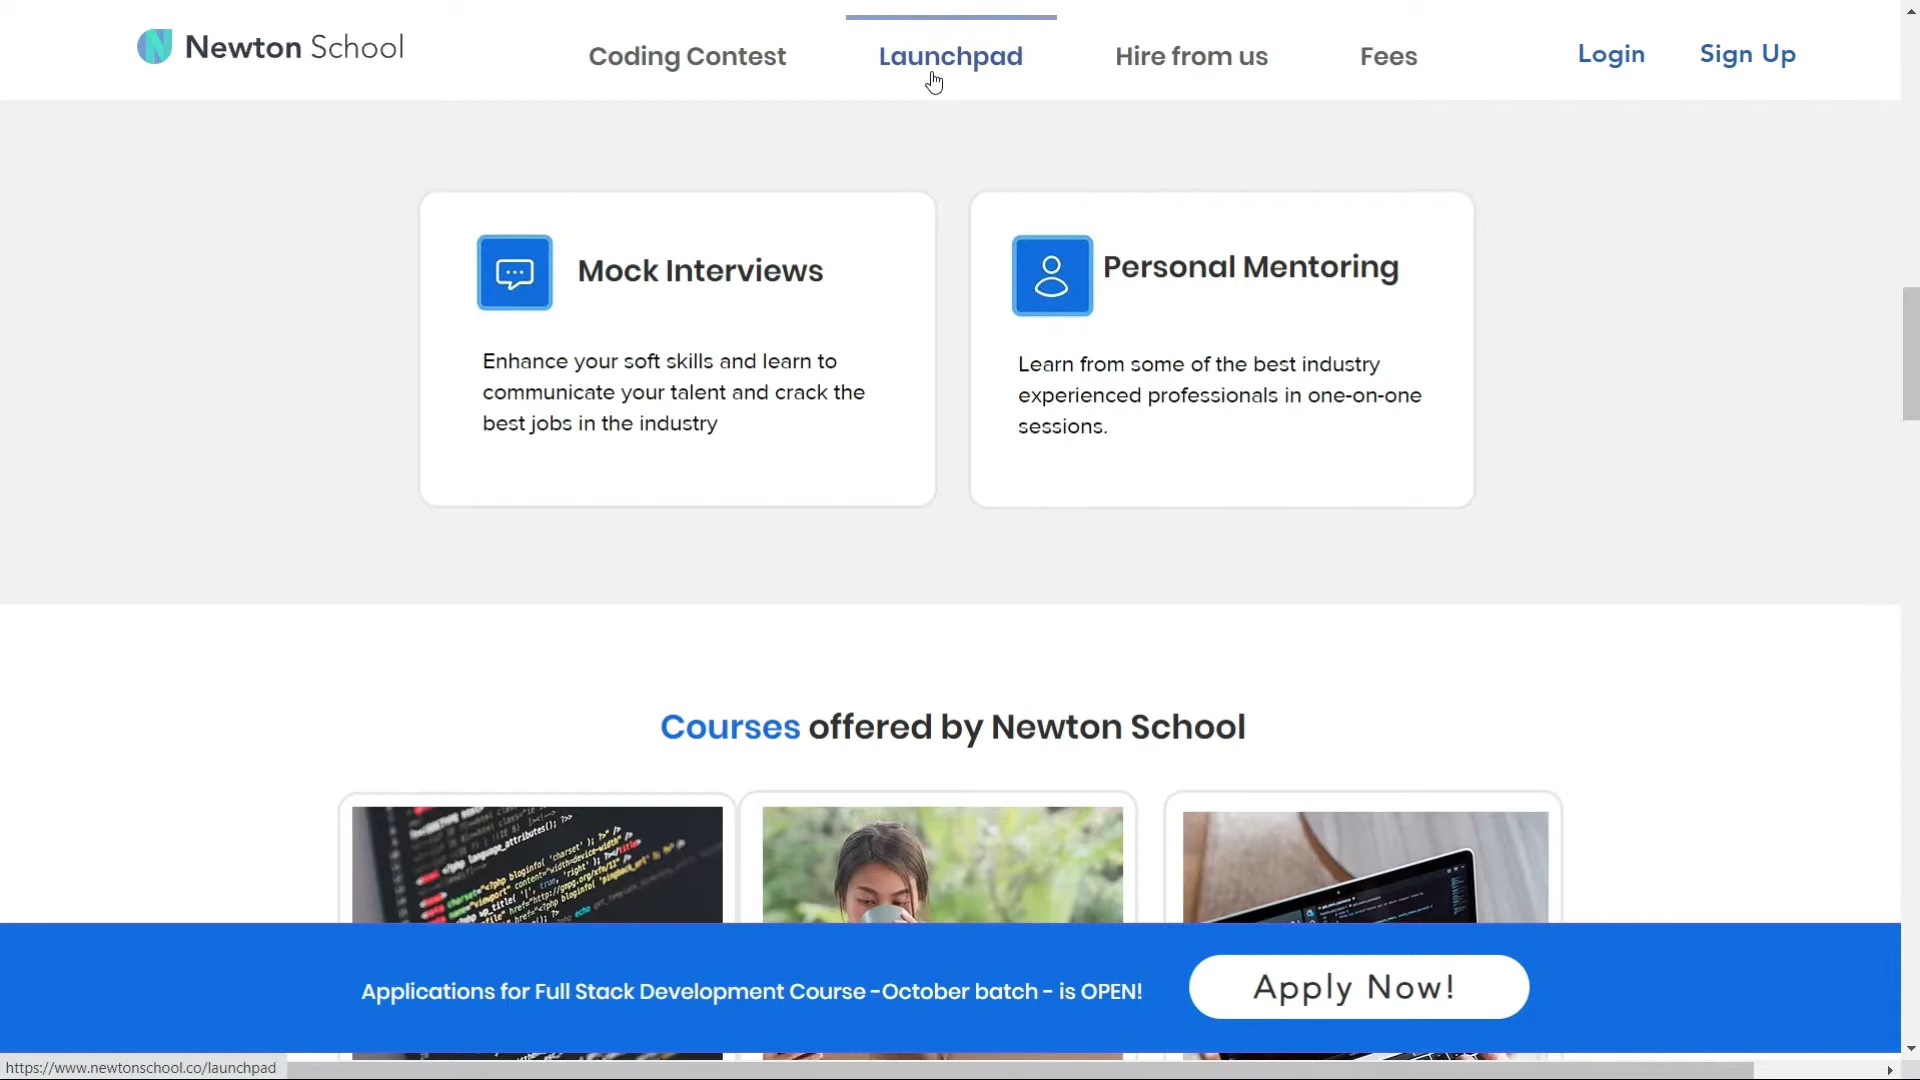 Newton School
Coding Contest
Launchpad
Hire from us
Fees
Login
Sign Up
Mock Interviews
Enhance your soft skills and learn to
communicate your talent and crack the
best jobs in the industry
Personal Mentoring
Learn from some of the best industry
experienced professionals in one-on-one
sessions.
Courses offered by Newton School
Applications for Full Stack Development Course -October batch - is OPEN!
Apply Now!
https://www.newtonschool.co/launchpad